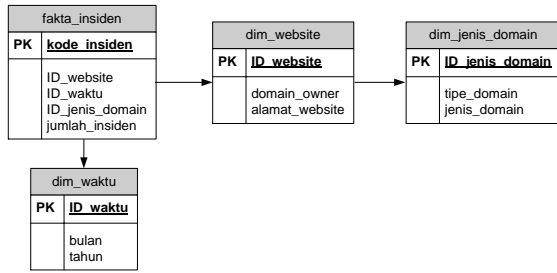 fakta_insiden
PK kode_insiden
ID_website
ID_waktu
ID_jenis_domain
jumlah_insiden
dim_website
PK ID_website
domain_owner
alamat_website
dim_jenis_domain
PK ID_jenis_domain
tipe_domain
jenis_domain
dim_waktu
PK ID_waktu
bulan
tahun